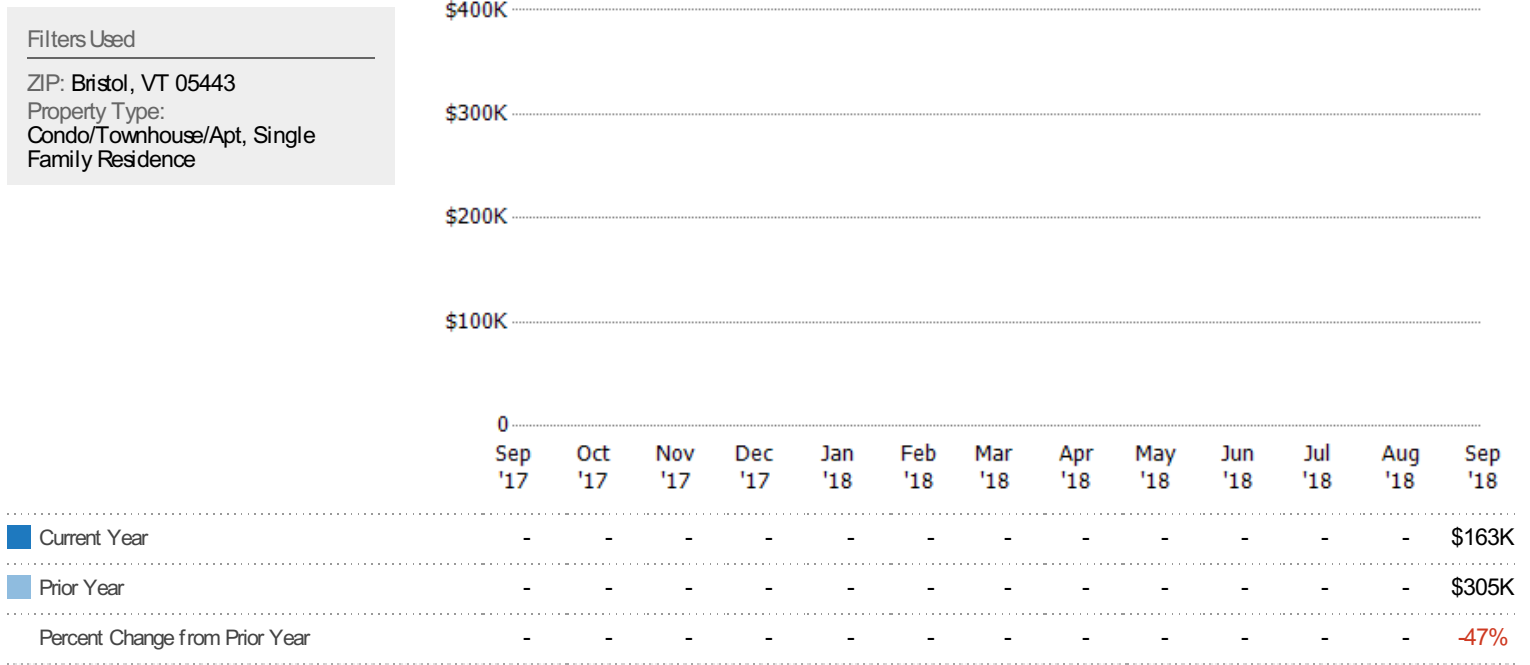 Filters Used
ZIP: Bristol, VT 05443
Property Type:
Condo/Townhouse/Apt, Single
Family Residence
$400K
$300K
$200K
$100K
0
Sep Oct Nov Dec Jan Feb Mar Apr May Jun Jul Aug Sep
'17 '17 '17 '17 '18 '18 '18 '18 '18 '18 '18 '18 '18
Current Year - - - - - - - - - - - - $163K
Prior Year - - - - - - - - - - - - $305K
Percent Change from Prior Year - - - - - - - - - - - - -47%